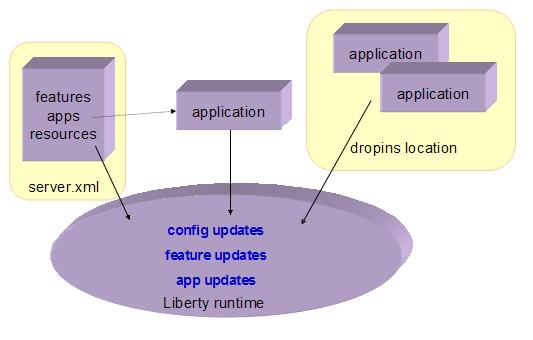 features
apps
resources
server.xml
application
application
application
dropins location
config updates
feature updates
app updates
Liberty runtime